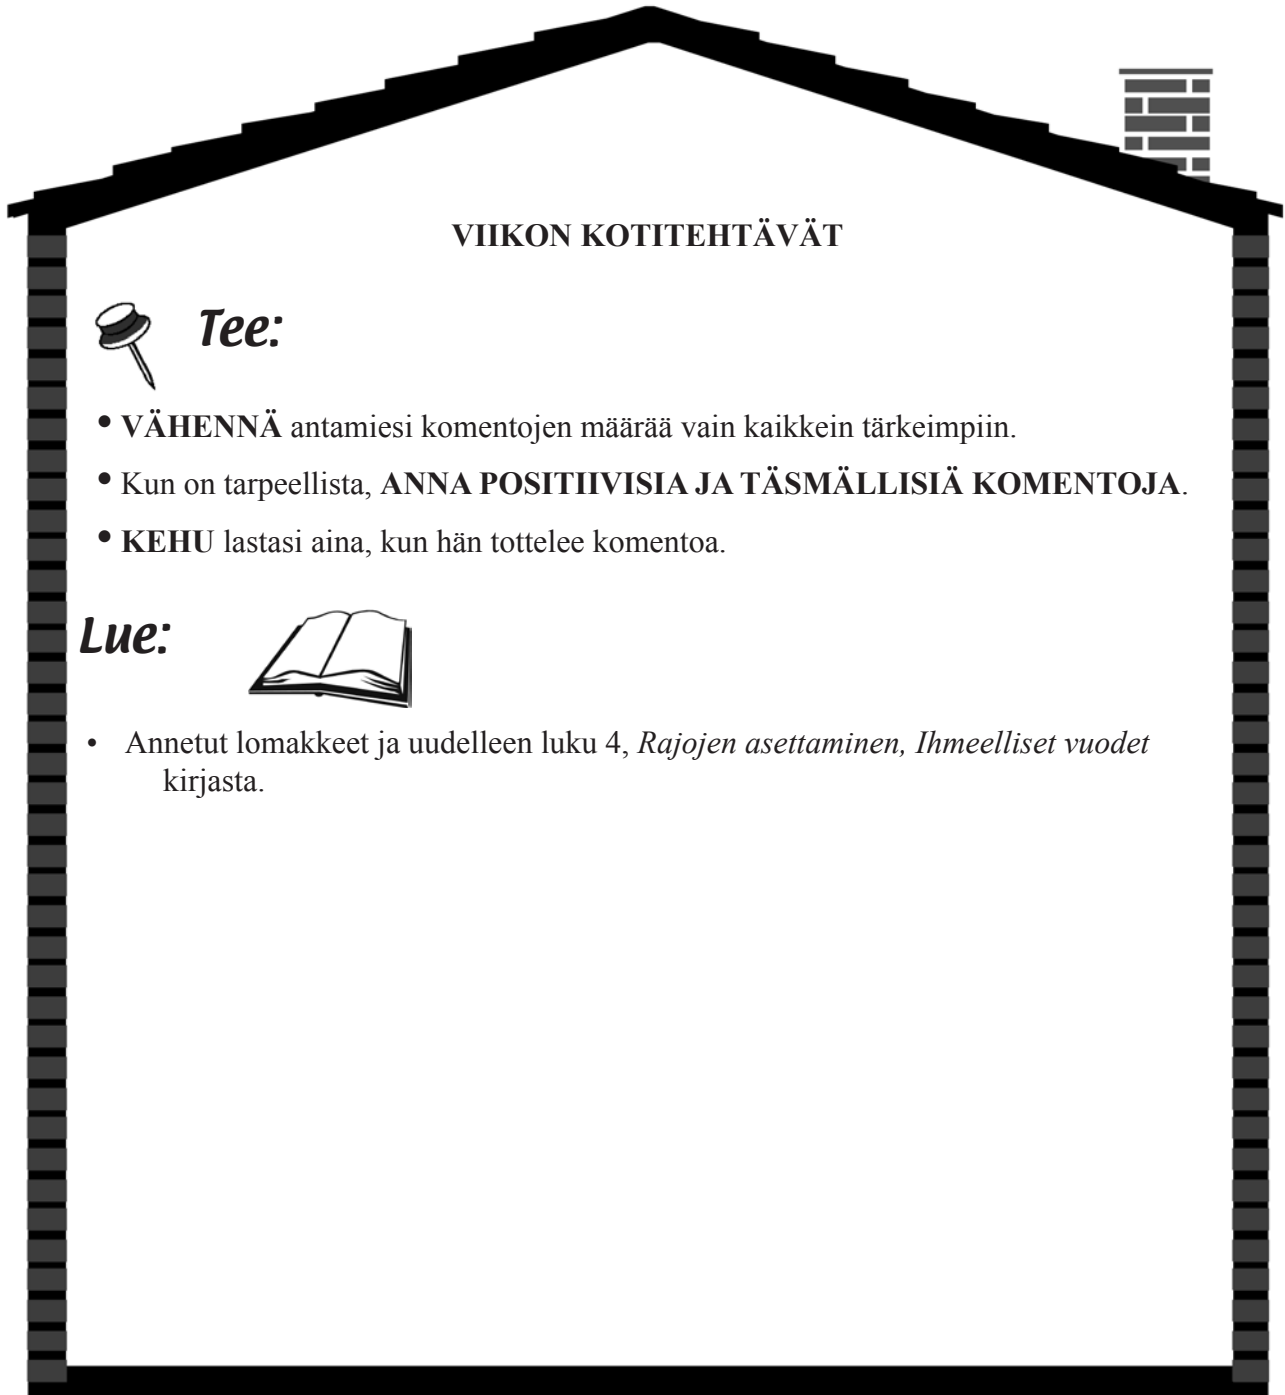 VIIKON KOTITEHTÄVÄT
Tee:
• VÄHENNÄ antamiesi komentojen määrää vain kaikkein tärkeimpiin.
• Kun on tarpeellista, ANNA POSITIIVISIA JA TÄSMÄLLISIÄ KOMENTOJA.
• KEHU lastasi aina, kun hän tottelee komentoa.
Lue:
• Annetut lomakkeet ja uudelleen luku 4, Rajojen asettaminen, Ihmeelliset vuodet
kirjasta.